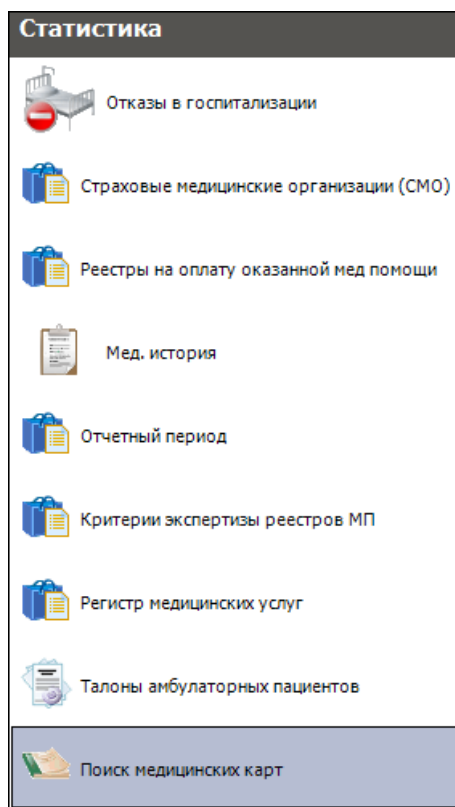 Статистика
Отказы в госпитализации
Страховые медицинские организации (СМО)
Реестры на оплату оказанной мед помощи
Мед. история
Отчетный период
Критерии экспертизы реестров МП
Регистр медицинских услуг
Талоны амбулаторных пациентов
Поиск медицинских карт